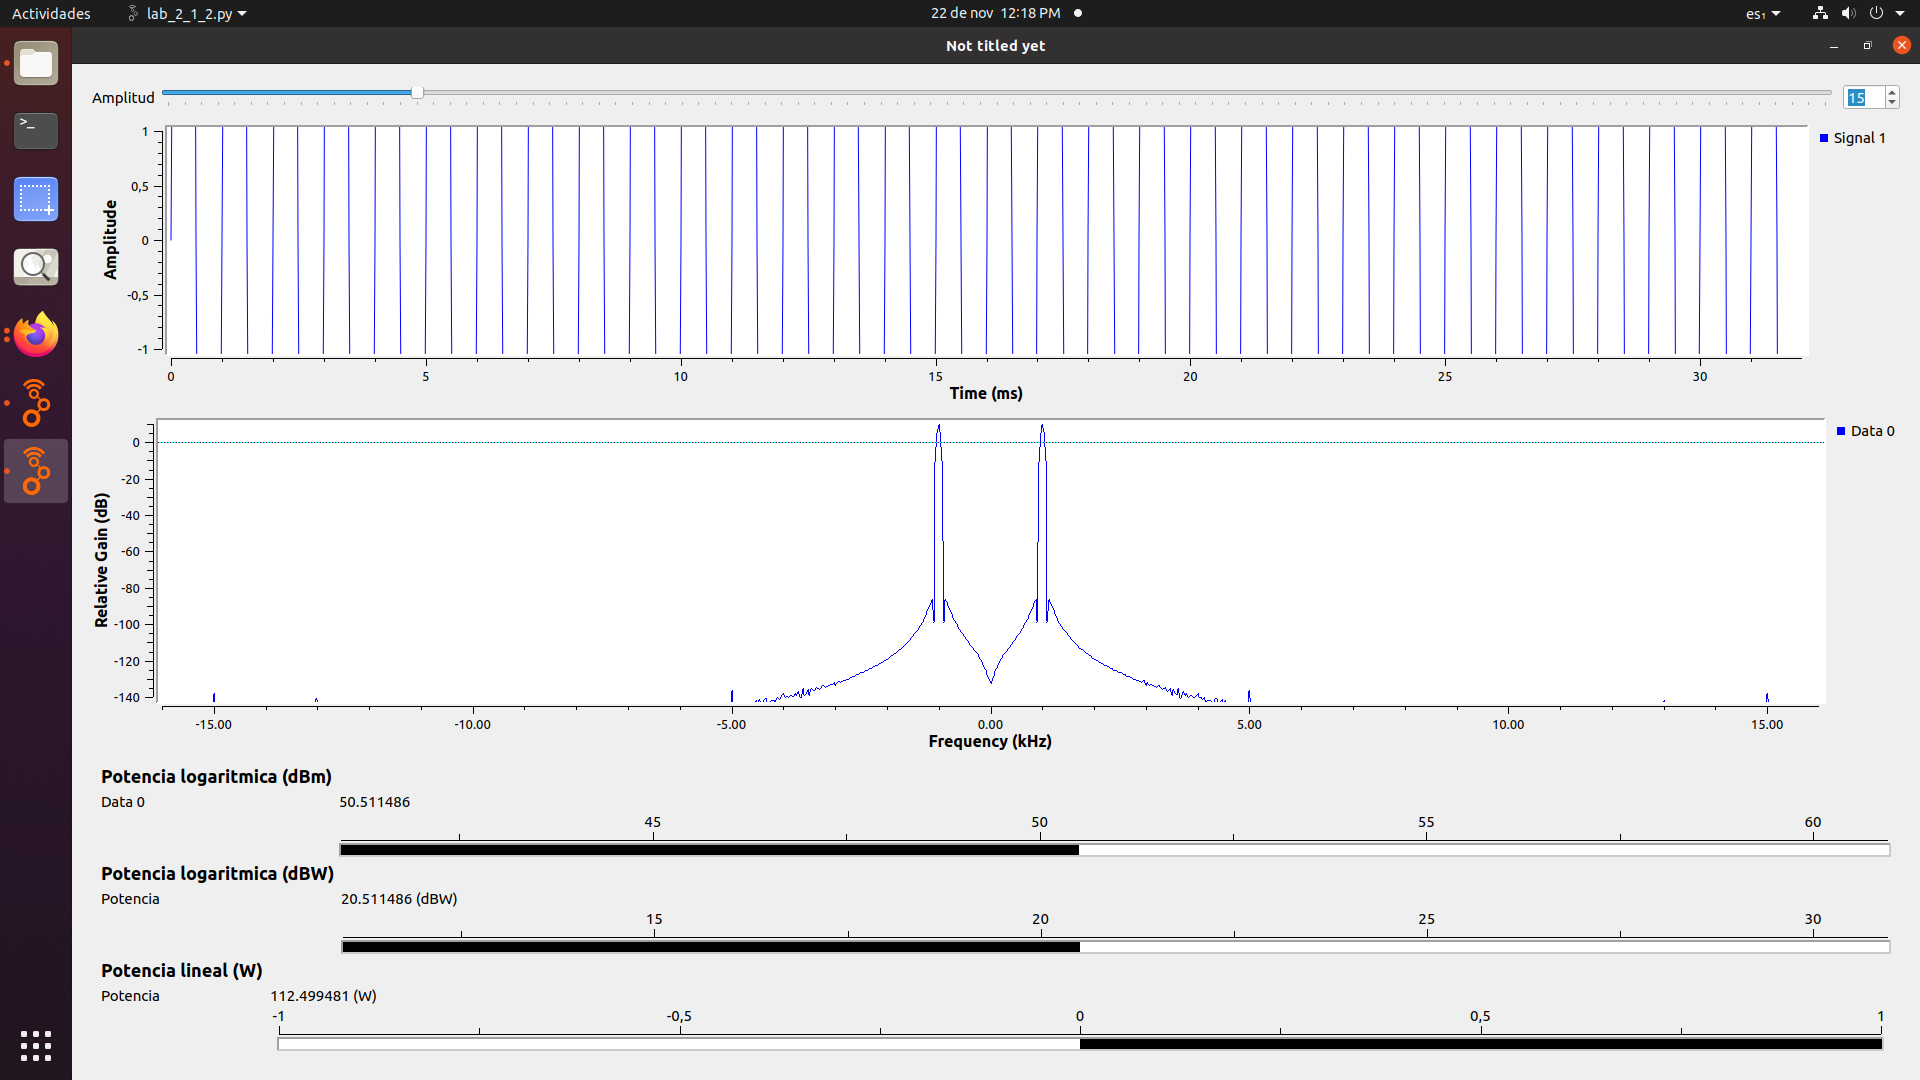 Actividades lab_2_1_2.py 22 de nov 12:18 PM es₁
Not titled yet
Amplitud 15
Signal 1
Amplitude
1
0,5
0
-0,5
-1
0 5 10 15 20 25 30
Time (ms)
Data 0
Relative Gain (dB)
0
-20
-40
-60
-80
-100
-120
-140
-15.00 -10.00 -5.00 0.00 5.00 10.00 15.00
Frequency (kHz)
Potencia logaritmica (dBm)
Data 0 50.511486
45 50 55 60
Potencia logaritmica (dBW)
Potencia 20.511486 (dBW)
15 20 25 30
Potencia lineal (W)
Potencia 112.499481 (W)
-1 -0,5 0 0,5 1